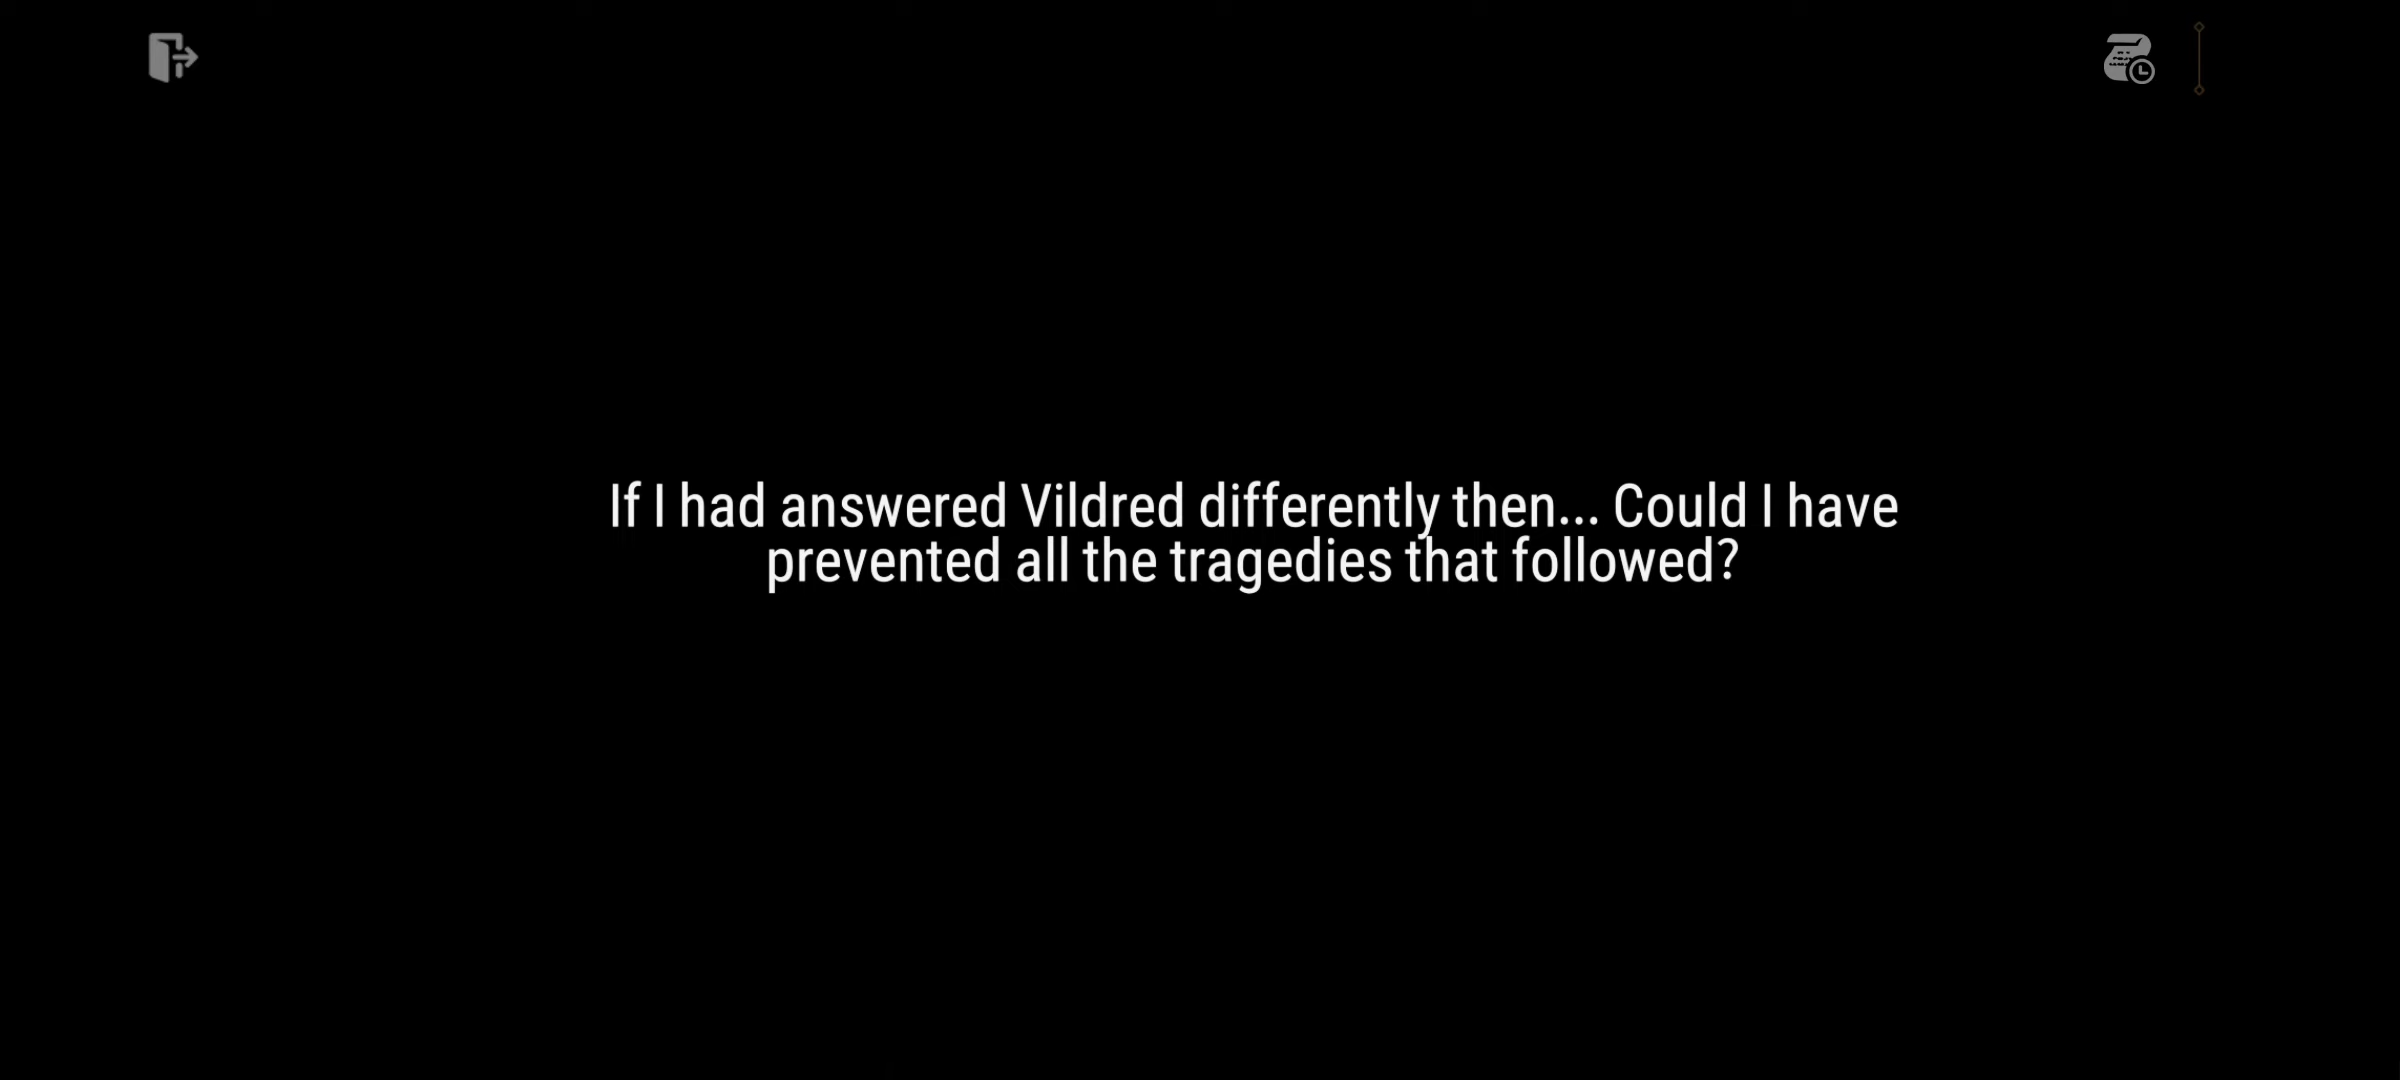 If I had answered Vildred differently then... Could I have
prevented all the tragedies that followed?